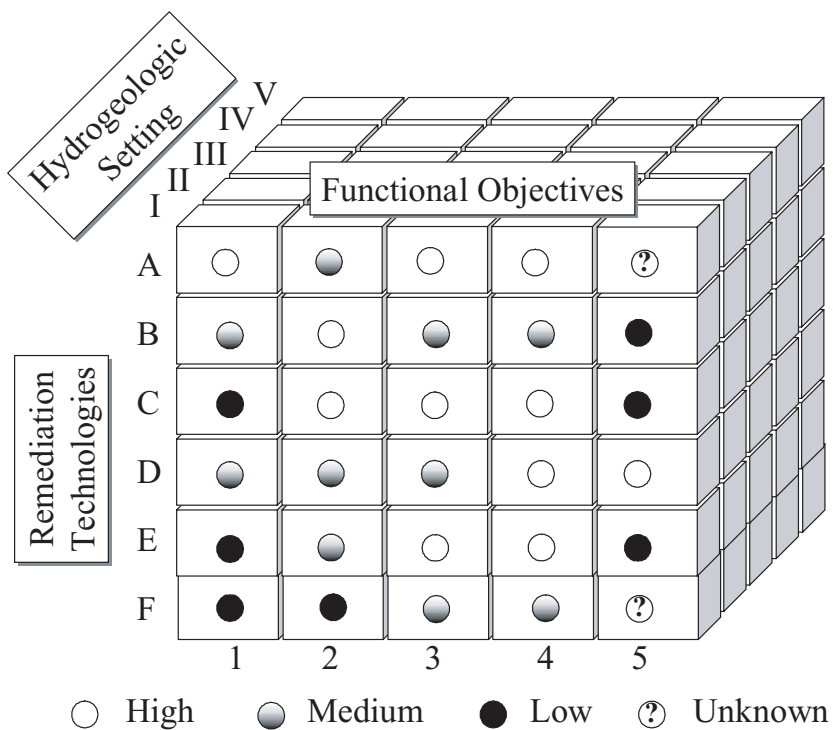 Hydrogeologic
Setting
V
IV
III
II
I
Functional Objectives
Remediation
Technologies
A
?
B
C
D
E
F
?
1 2 3 4 5
High Medium Low ? Unknown